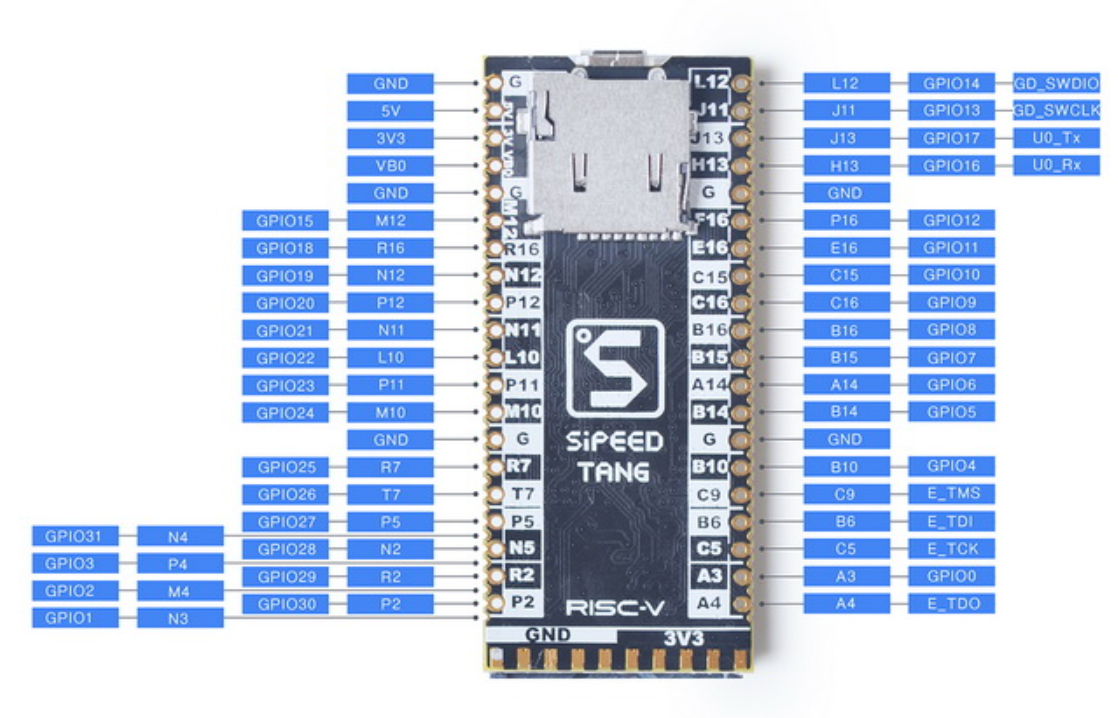 GND G L12 L12 GPIO14 GD_SWDIO
5V 5V J11 J11 GPIO13 GD_SWCLK
3V3 3V J13 J13 GPIO17 U0_Tx
VB0 VB0 H13 H13 GPIO16 U0_Rx
GND G G GND
GPIO15 M12 M12 F16 P16 GPIO12
GPIO18 R16 R16 E16 E16 GPIO11
GPIO19 N12 N12 C15 C15 GPIO10
GPIO20 P12 P12 C16 C16 GPIO9
GPIO21 N11 N11 B16 B16 GPIO8
GPIO22 L10 L10 B15 B15 GPIO7
GPIO23 P11 P11 A14 A14 GPIO6
GPIO24 M10 M10 B14 B14 GPIO5
GND G G GND
SiPEED
TANG
GPIO25 R7 R7 B10 B10 GPIO4
GPIO26 T7 T7 C9 C9 E_TMS
GPIO27 P5 P5 B6 B6 E_TDI
GPIO31 N4
GPIO28 N2 N5 C5 C5 E_TCK
GPIO3 P4
GPIO29 R2 R2 A3 A3 GPIO0
GPIO2 M4
GPIO30 P2 P2 RISC-V A4 A4 E_TDO
GPIO1 N3
GND 3V3